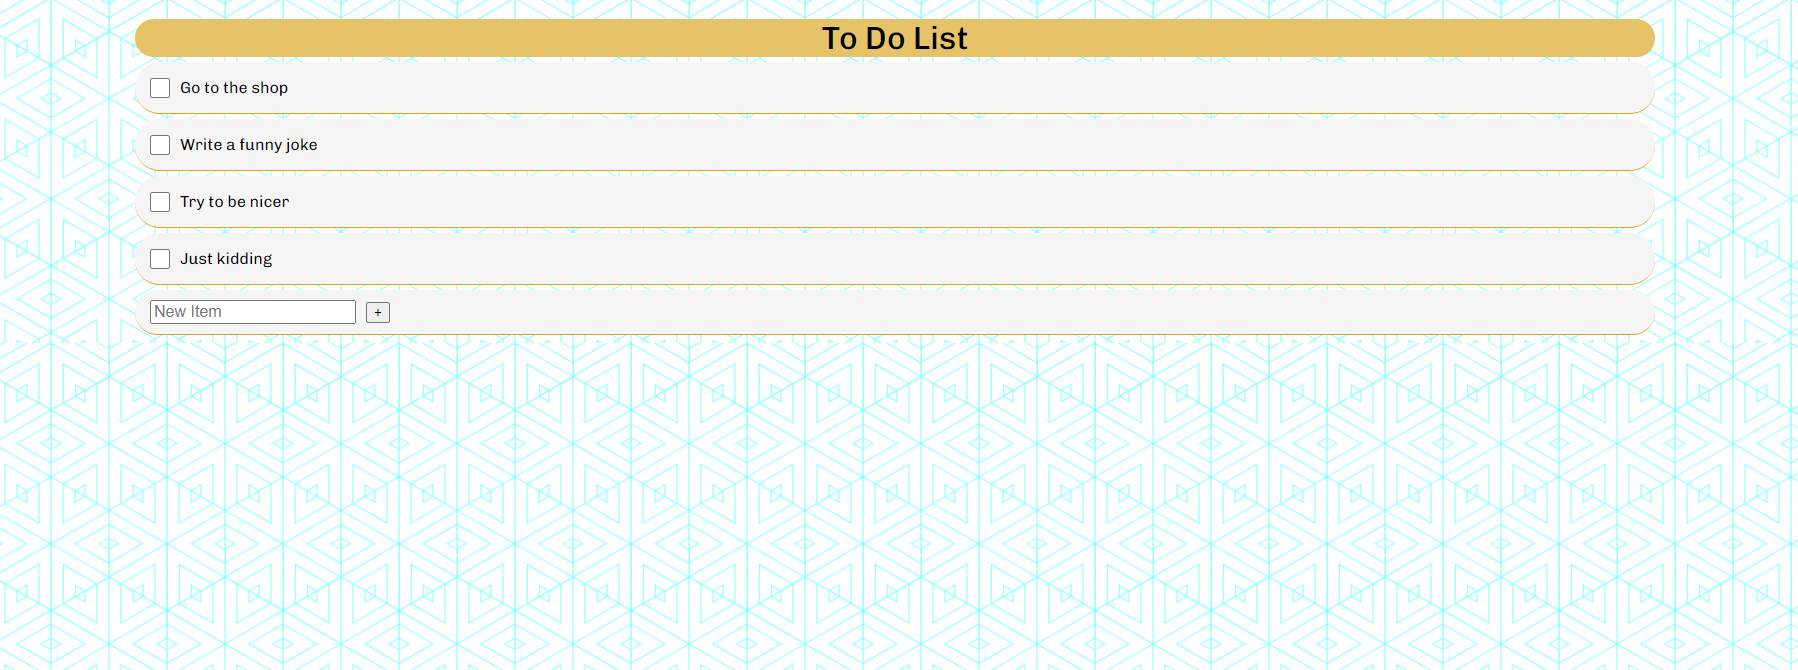 To Do List
Go to the shop
Write a funny joke
Try to be nicer
Just kidding
New Item +